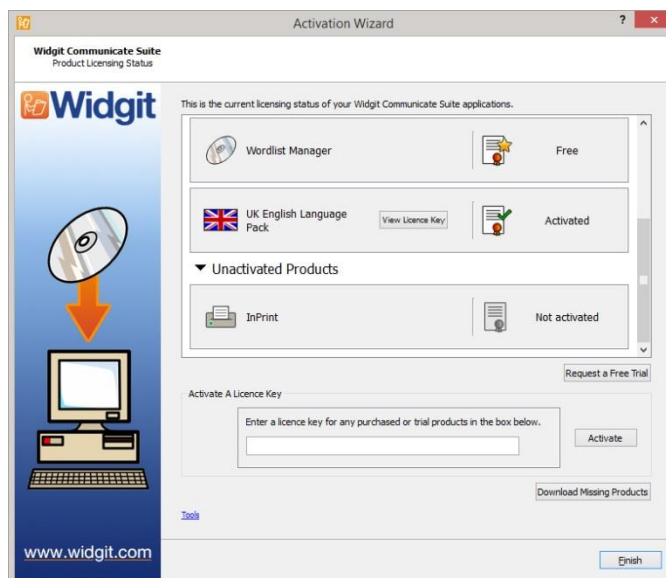 Activation Wizard
?
Widgit Communicate Suite
Product Licensing Status
Widgit
This is the current licensing status of your Widgit Communicate Suite applications.
Wordlist Manager
Free
UK English Language
Pack
View Licence Key
Activated
Unactivated Products
InPrint
Not activated
Request a Free Trial
Activate A Licence Key
Enter a licence key for any purchased or trial products in the box below.
Activate
Download Missing Products
Tools
www.widgit.com
Finish